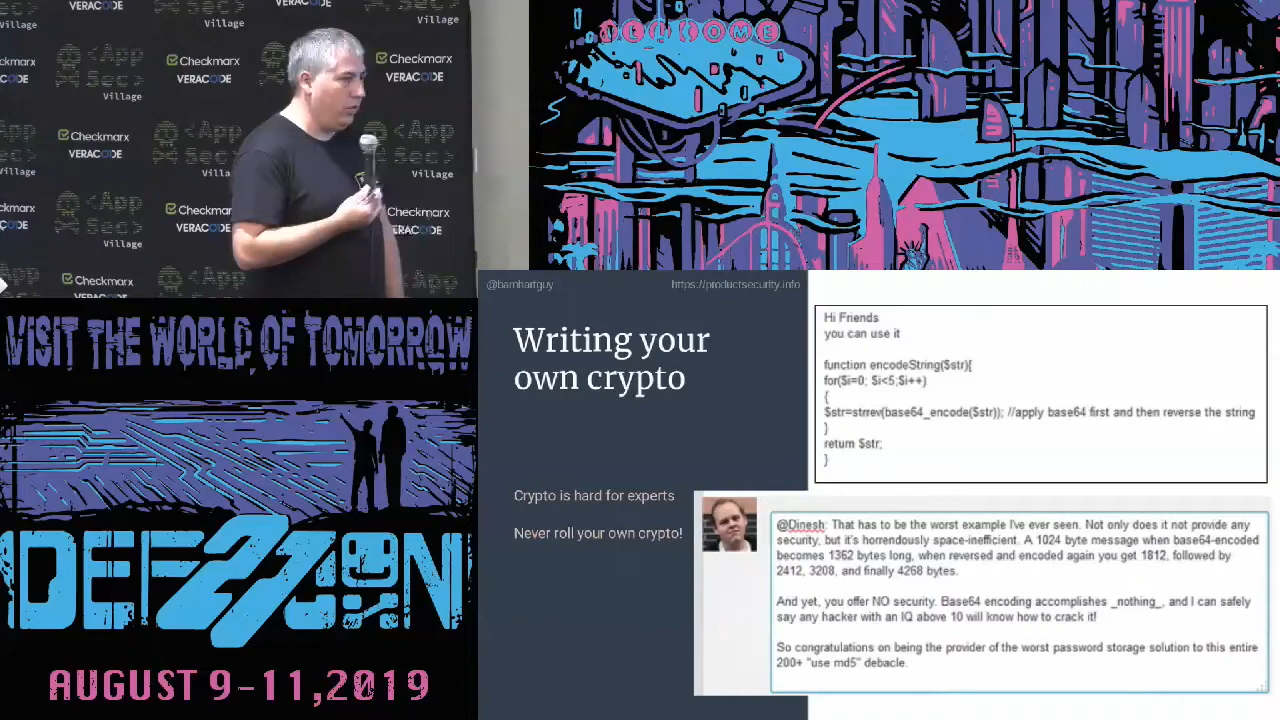 <App
Sec>
Village
Checkmarx
VERACODE
WELCOME
VISIT THE WORLD OF TOMORROW
DEF CON
27
AUGUST 9-11,2019
@barnhartguy
https://productsecurity.info
Writing your
own crypto
Crypto is hard for experts
Never roll your own crypto!
Hi Friends
you can use it
function encodeString($str){
for($i=0; $i<5;$i++)
{
$str=strrev(base64_encode($str)); //apply base64 first and then reverse the string
}
return $str;
}
@Dinesh: That has to be the worst example I've ever seen. Not only does it not provide any
security, but it's horrendously space-inefficient. A 1024 byte message when base64-encoded
becomes 1362 bytes long, when reversed and encoded again you get 1812, followed by
2412, 3208, and finally 4268 bytes.
And yet, you offer NO security. Base64 encoding accomplishes _nothing_, and I can safely
say any hacker with an IQ above 10 will know how to crack it!
So congratulations on being the provider of the worst password storage solution to this entire
200+ "use md5" debacle.